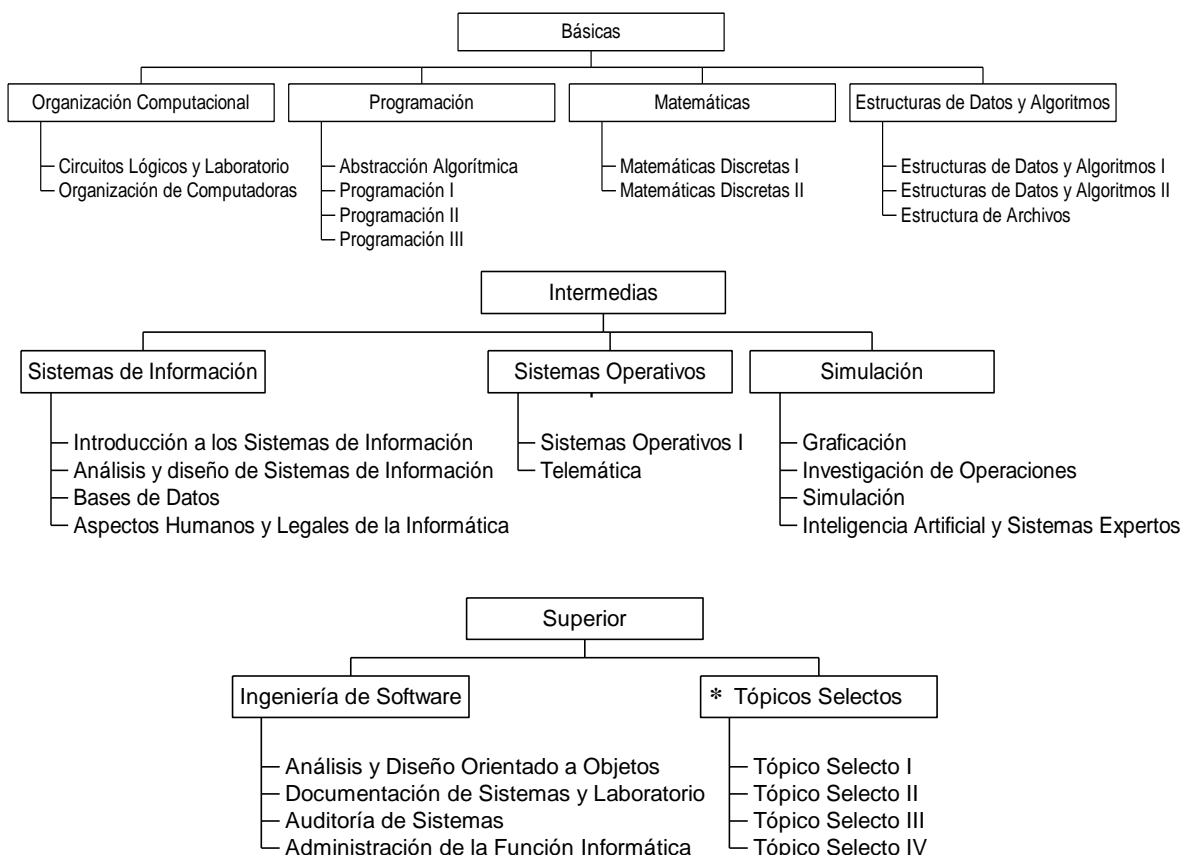 Básicas
Organización Computacional
Programación
Matemáticas
Estructuras de Datos y Algoritmos
Circuitos Lógicos y Laboratorio
Organización de Computadoras
Abstracción Algorítmica
Programación I
Programación II
Programación III
Matemáticas Discretas I
Matemáticas Discretas II
Estructuras de Datos y Algoritmos I
Estructuras de Datos y Algoritmos II
Estructura de Archivos
Intermedias
Sistemas de Información
Sistemas Operativos
Simulación
Introducción a los Sistemas de Información
Análisis y diseño de Sistemas de Información
Bases de Datos
Aspectos Humanos y Legales de la Informática
Sistemas Operativos I
Telemática
Graficación
Investigación de Operaciones
Simulación
Inteligencia Artificial y Sistemas Expertos
Superior
Ingeniería de Software
* Tópicos Selectos
Análisis y Diseño Orientado a Objetos
Documentación de Sistemas y Laboratorio
Auditoría de Sistemas
Administración de la Función Informática
Tópico Selecto I
Tópico Selecto II
Tópico Selecto III
Tópico Selecto IV